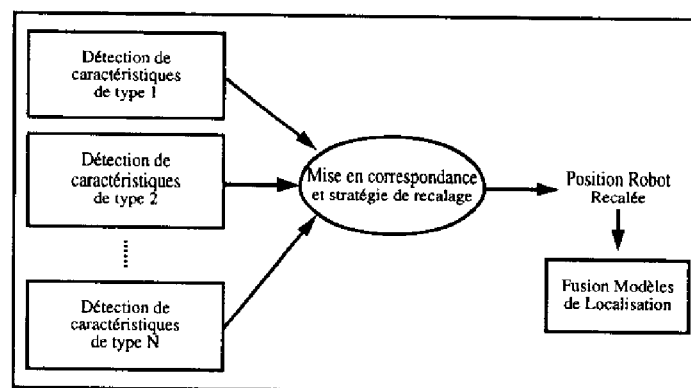 Détection de
caractéristiques
de type 1
Détection de
caractéristiques
de type 2
Détection de
caractéristiques
de type N
Mise en correspondance
et stratégie de recalage
Position Robot
Recalée
Fusion Modèles
de Localisation